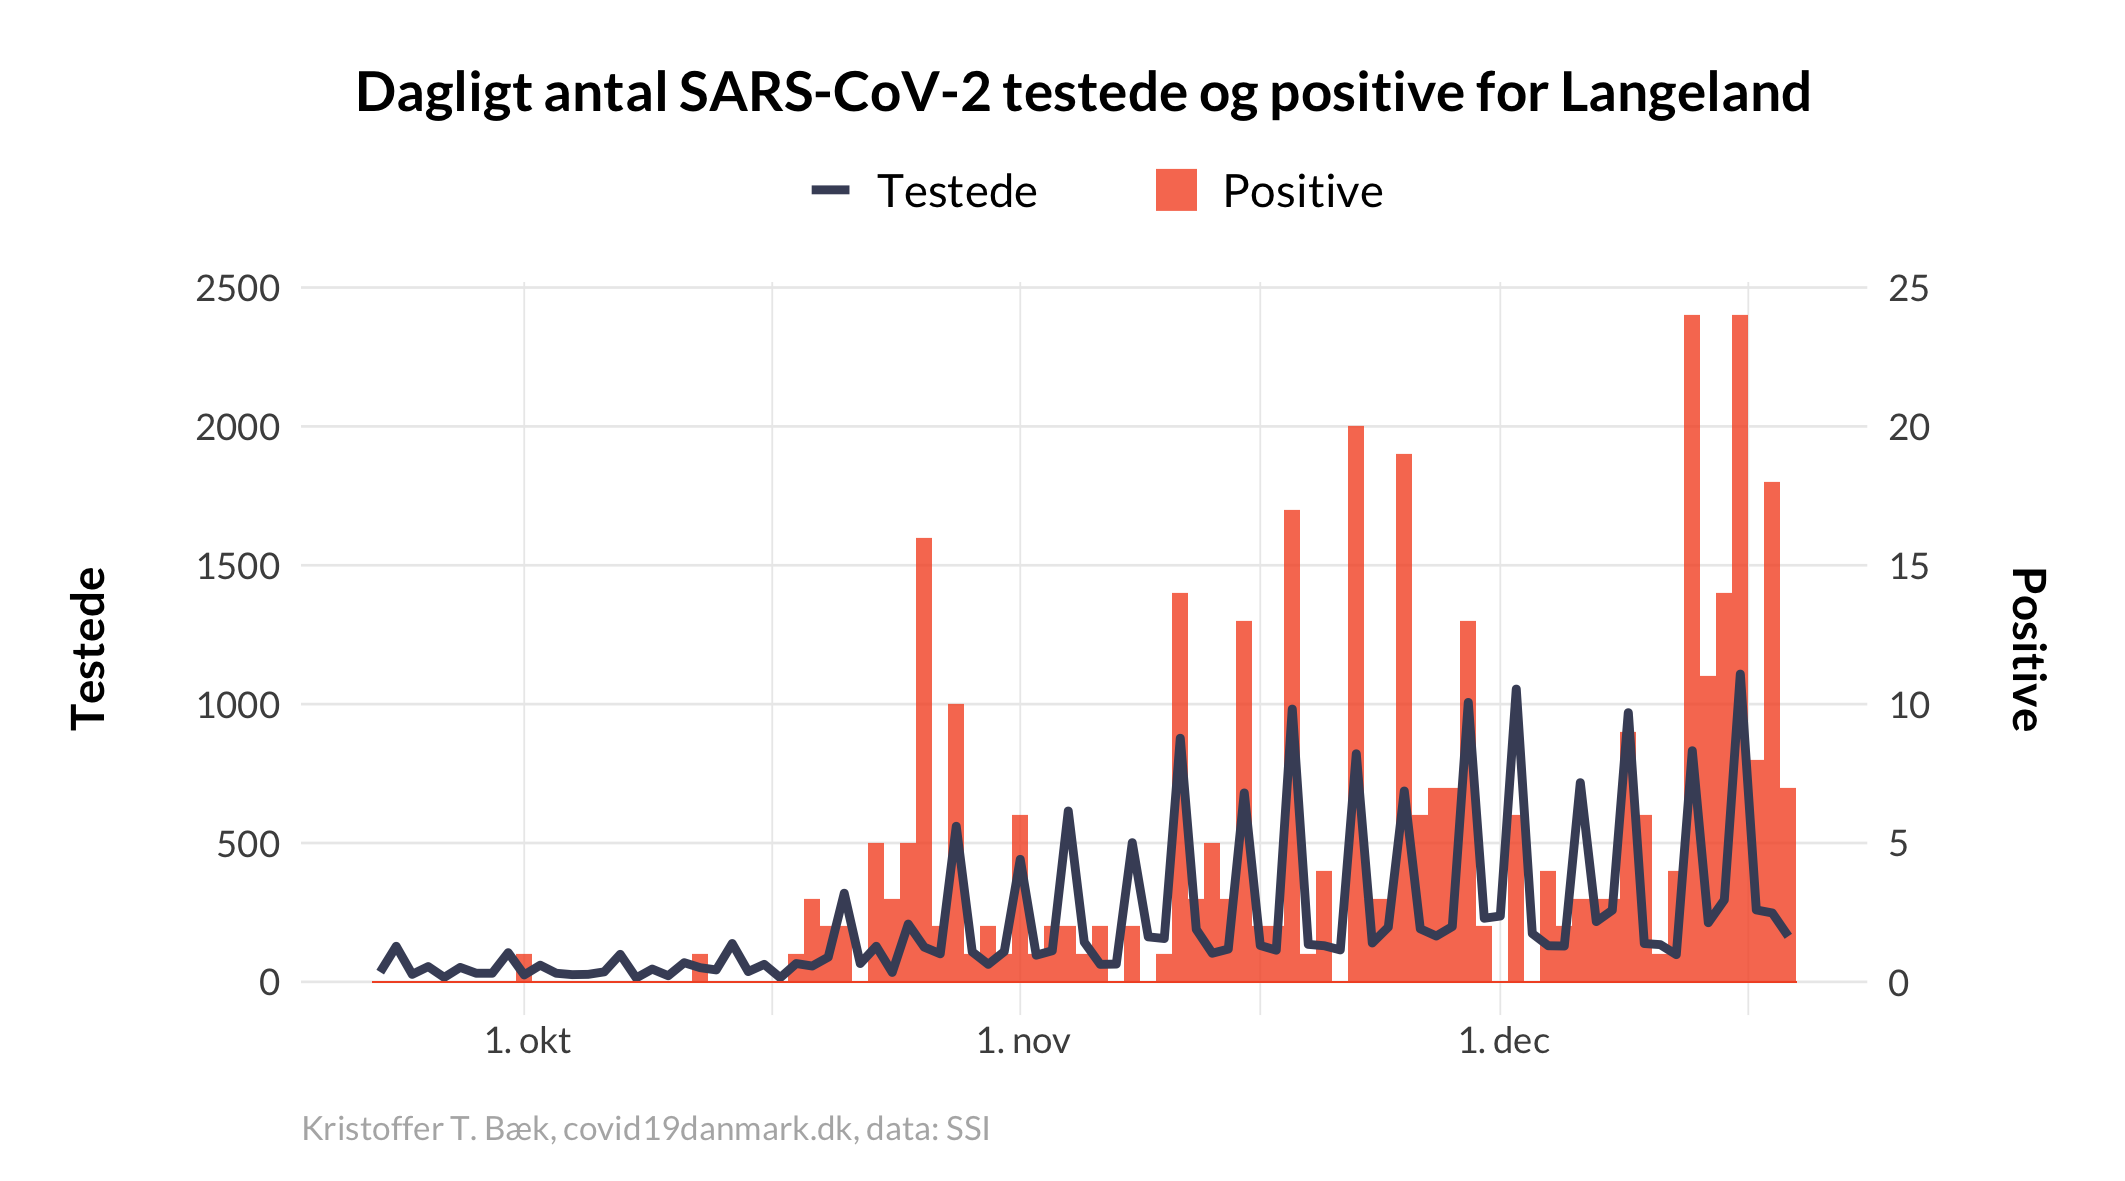 Dagligt antal SARS-CoV-2 testede og positive for Langeland
Testede Positive
2500 25
2000 20
1500 15
1000 10
500 5
0 0
Testede
Positive
1. okt 1. nov 1. dec
Kristoffer T. Bæk, covid19danmark.dk, data: SSI